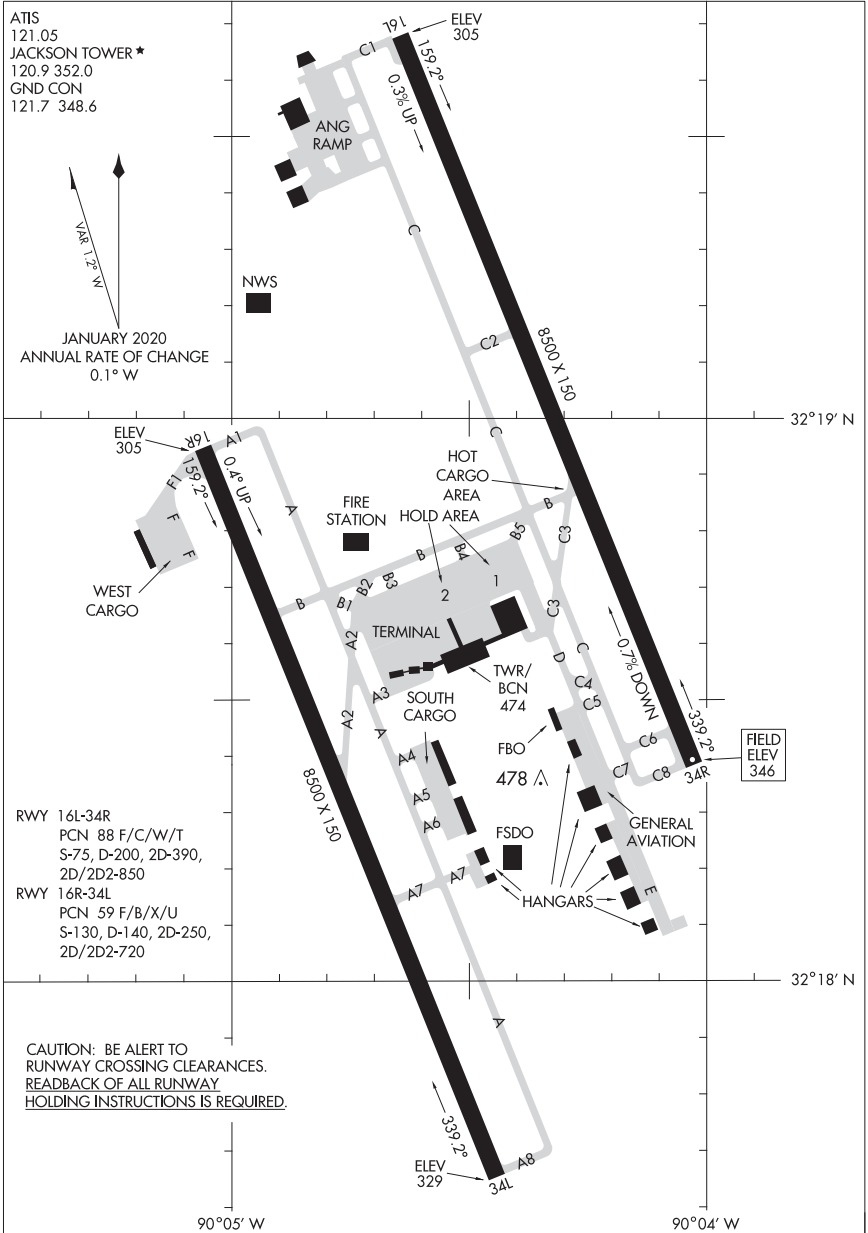 ATIS
121.05
JACKSON TOWER★
120.9 352.0
GND CON
121.7 348.6
VAR 1.2° W
JANUARY 2020
ANNUAL RATE OF CHANGE
0.1° W
16L
ELEV
305
159.2°
0.3% UP
C1
ANG
RAMP
C
NWS
C2
8500 X 150
32°19' N
C
ELEV
305
16R
A1
159.2°
0.4° UP
F1
F
F
WEST
CARGO
A
FIRE
STATION
HOT
CARGO
AREA
HOLD AREA
B
B5
B4
B
B3
B2
B1
B
C3
C3
2
1
TERMINAL
A2
A2
A3
A
TWR/
BCN
474
SOUTH
CARGO
D
C
C4
C5
0.7% DOWN
339.2°
C6
C7
C8
34R
FIELD
ELEV
346
FBO
478
A4
A5
A6
8500 X 150
FSDO
GENERAL
AVIATION
A7
A7
HANGARS
E
RWY 16L-34R
PCN 88 F/C/W/T
S-75, D-200, 2D-390,
2D/2D2-850
RWY 16R-34L
PCN 59 F/B/X/U
S-130, D-140, 2D-250,
2D/2D2-720
32°18' N
A
CAUTION: BE ALERT TO
RUNWAY CROSSING CLEARANCES.
READBACK OF ALL RUNWAY
HOLDING INSTRUCTIONS IS REQUIRED.
339.2°
ELEV
329
34L
A8
90°05' W
90°04' W